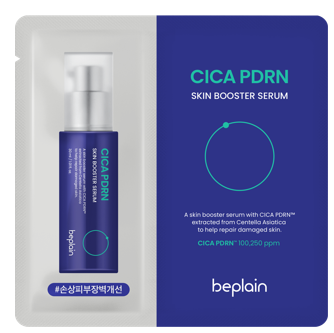 CICA PDRN
SKIN BOOSTER SERUM
A skin booster serum with CICA PDRN™
extracted from Centella Asiatica
to help repair damaged skin.
CICA PDRN™ 100,250 ppm
beplain
CICA PDRN
SKIN BOOSTER SERUM
beplain
#손상피부장벽개선